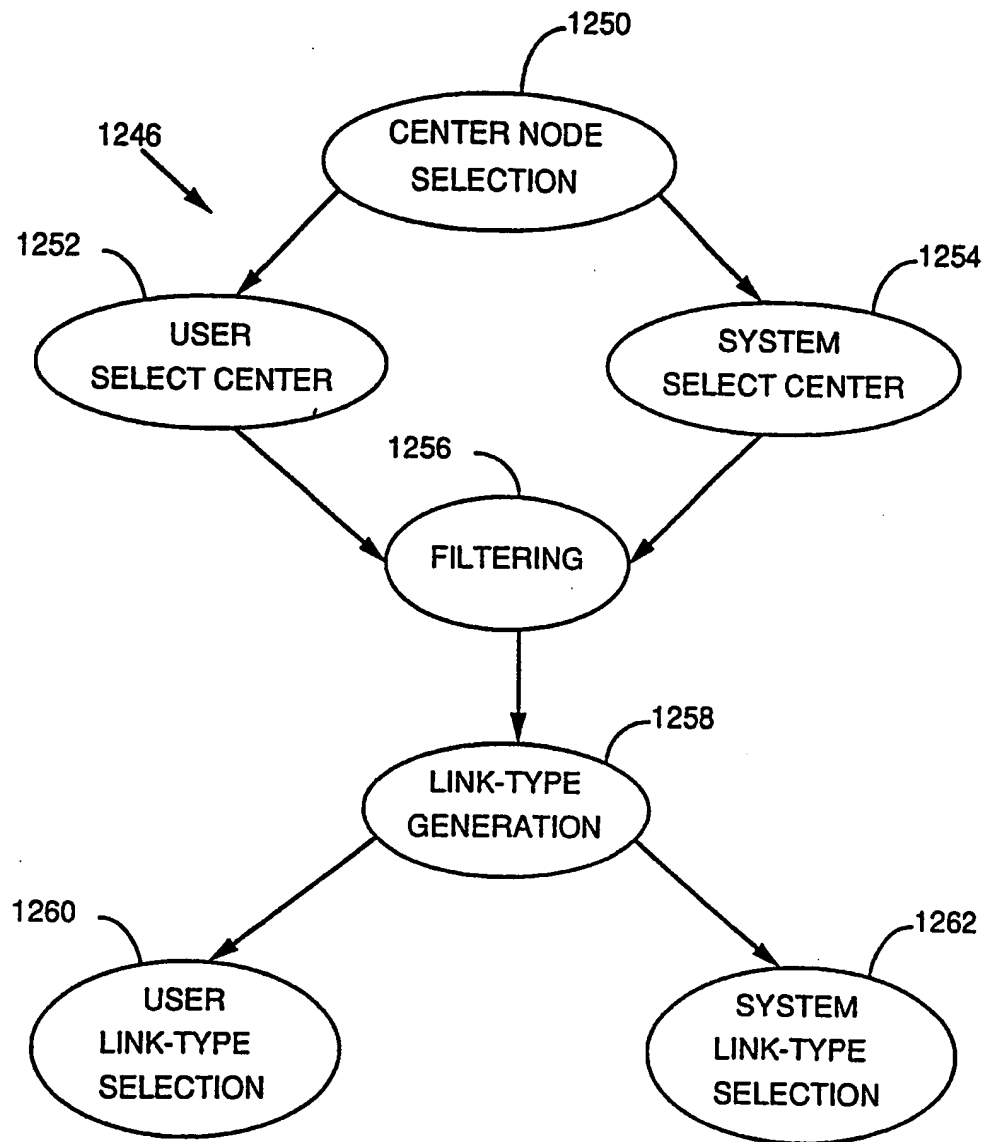 1250
CENTER NODE
SELECTION
1246
1252
USER
SELECT CENTER
1254
SYSTEM
SELECT CENTER
1256
FILTERING
1258
LINK-TYPE
GENERATION
1260
USER
LINK-TYPE
SELECTION
1262
SYSTEM
LINK-TYPE
SELECTION